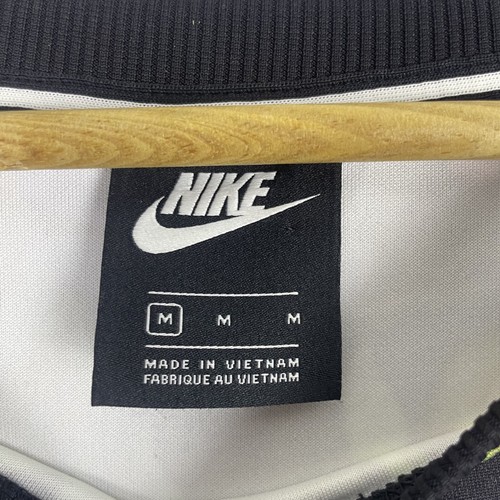 NIKE
M M M
MADE IN VIETNAM
FABRIQUE AU VIETNAM